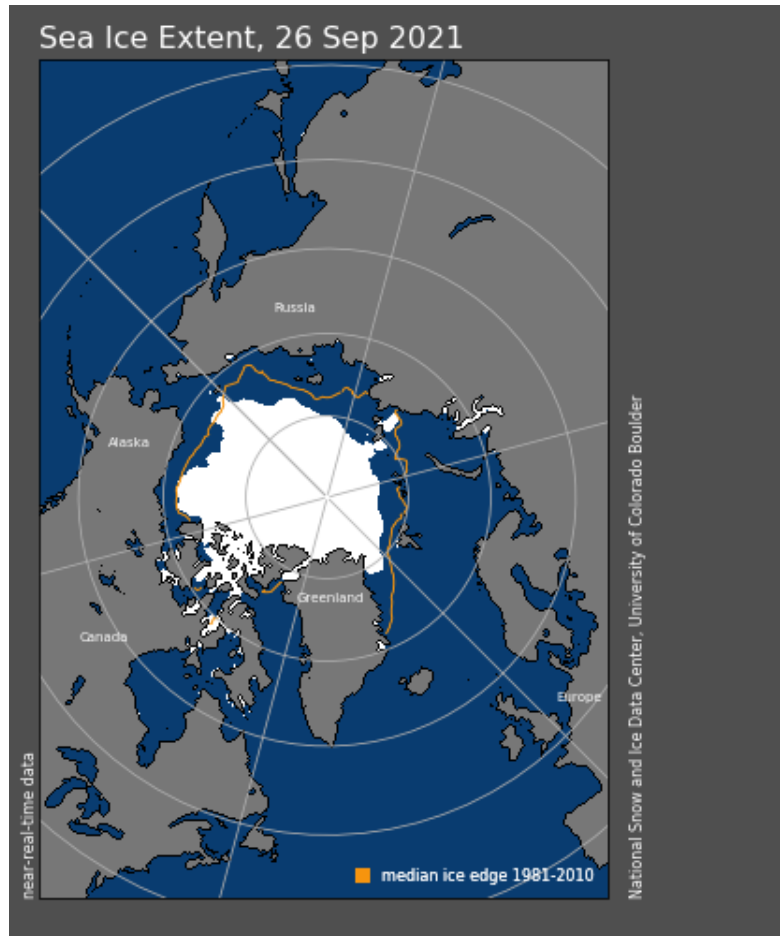 Sea Ice Extent, 26 Sep 2021
Russia
Alaska
Greenland
Canada
Europe
near-real-time data
median ice edge 1981-2010
National Snow and Ice Data Center, University of Colorado Boulder